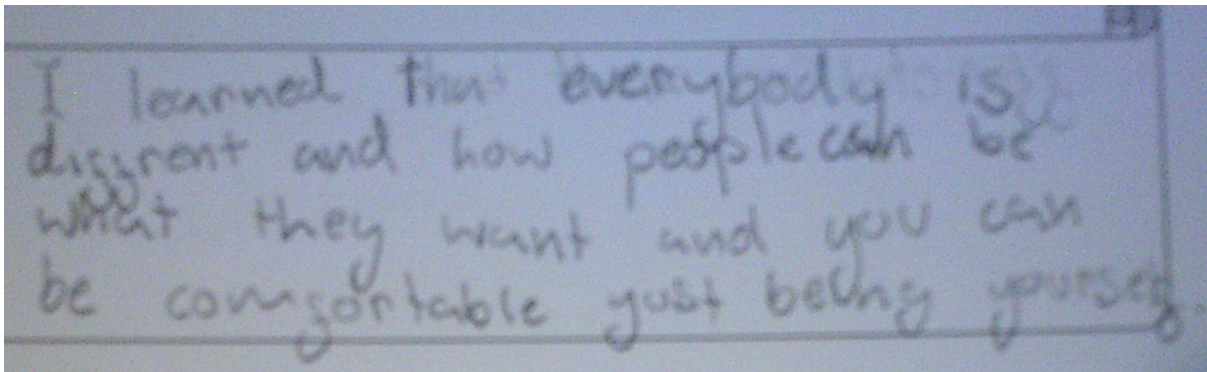 I learned that everybody is
diffrent and how people can be
what they want and you can
be comfortable just being yourself